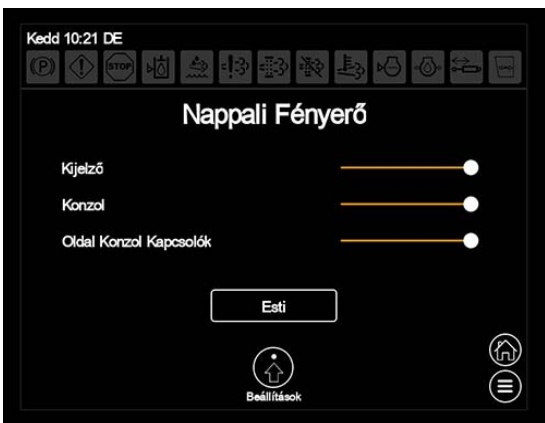 Kedd 10:21 DE
P
STOP
Nappali Fényerő
Kijelző
Konzol
Oldal Konzol Kapcsolók
Esti
Beállítások